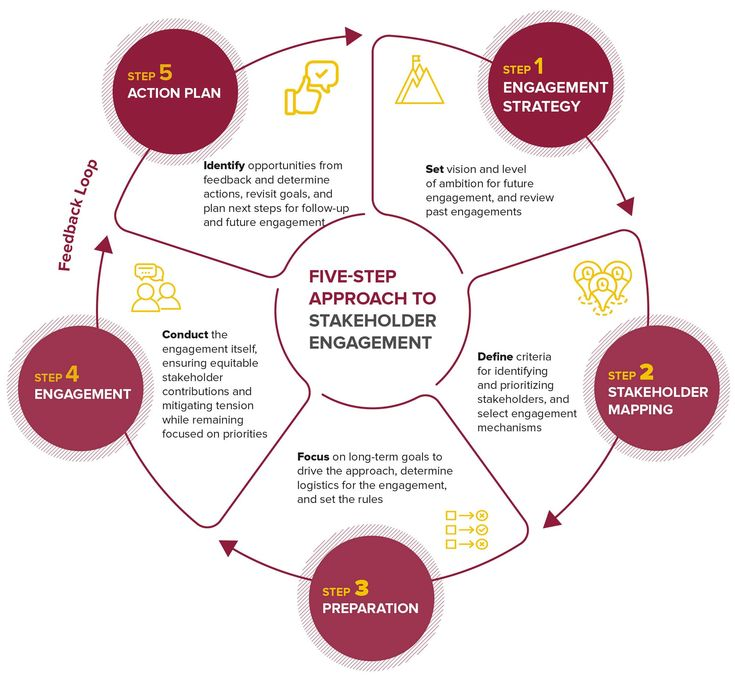 FIVE-STEP
APPROACH TO
STAKEHOLDER
ENGAGEMENT
STEP 1
ENGAGEMENT
STRATEGY
Set vision and level
of ambition for future
engagement, and review
past engagements
STEP 2
STAKEHOLDER
MAPPING
Define criteria
for identifying
and prioritizing
stakeholders, and
select engagement
mechanisms
STEP 3
PREPARATION
Focus on long-term goals to
drive the approach, determine
logistics for the engagement,
and set the rules
STEP 4
ENGAGEMENT
Conduct the
engagement itself,
ensuring equitable
stakeholder
contributions and
mitigating tension
while remaining
focused on priorities
Feedback Loop
STEP 5
ACTION PLAN
Identify opportunities from
feedback and determine
actions, revisit goals, and
plan next steps for follow-up
and future engagement